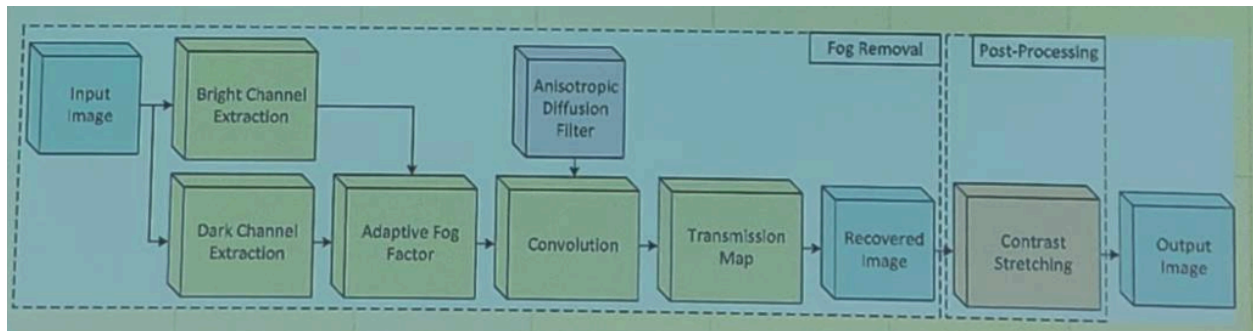 Fog Removal
Post-Processing
Input
Image
Bright Channel
Extraction
Anisotropic
Diffusion
Filter
Dark Channel
Extraction
Adaptive Fog
Factor
Convolution
Transmission
Map
Recovered
Image
Contrast
Stretching
Output
Image